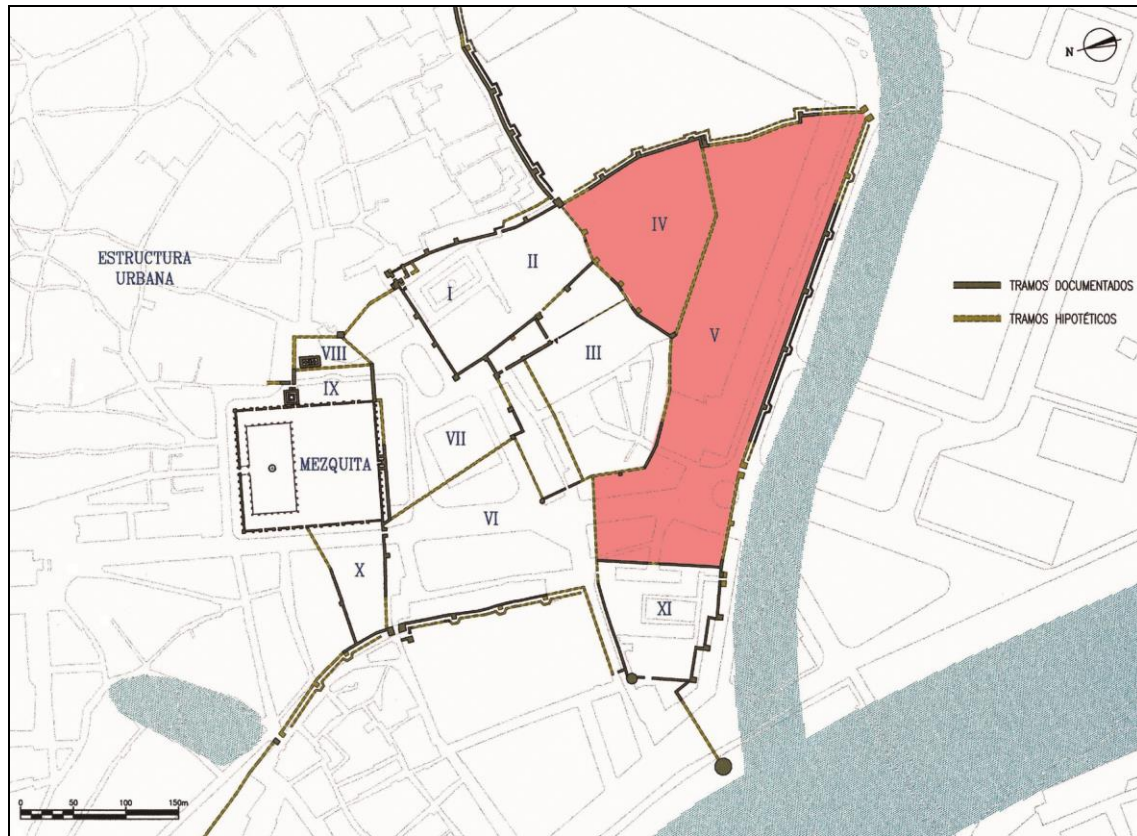 N
IV
ESTRUCTURA
URBANA
II
I
TRAMOS DOCUMENTADOS
TRAMOS HIPOTÉTICOS
V
III
VIII
IX
VII
MEZQUITA
VI
X
XI
0 50 100 150m